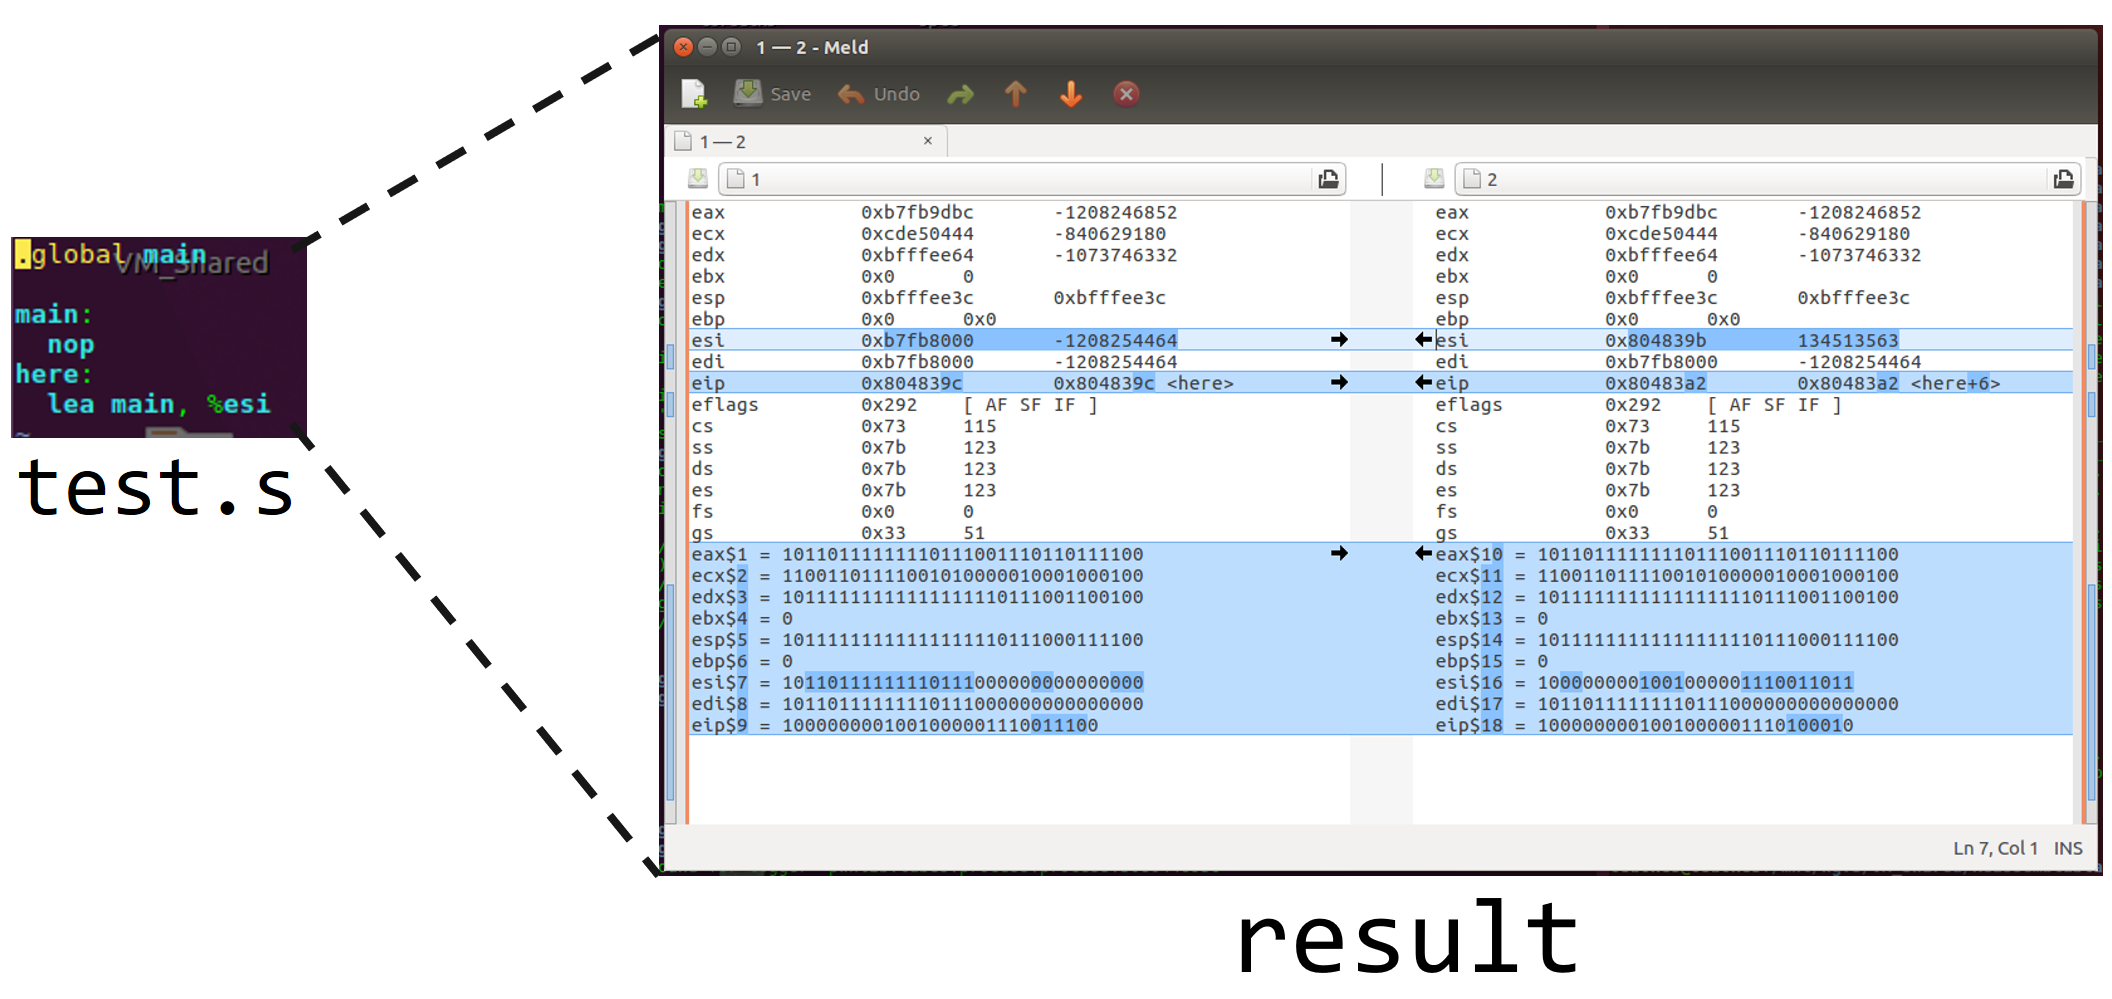 .global main
VM_Shared
main:
nop
here:
lea main, %esi
~
test.s
1 — 2 - Meld
Save Undo
1 — 2 ×
1
2
eax 0xb7fb9dbc -1208246852
ecx 0xcde50444 -840629180
edx 0xbfffee64 -1073746332
ebx 0x0 0
esp 0xbfffee3c 0xbfffee3c
ebp 0x0 0x0
esi 0xb7fb8000 -1208254464
edi 0xb7fb8000 -1208254464
eip 0x804839c 0x804839c <here>
eflags 0x292 [ AF SF IF ]
cs 0x73 115
ss 0x7b 123
ds 0x7b 123
es 0x7b 123
fs 0x0 0
gs 0x33 51
eax$1 = 10110111111110111001110110111100
ecx$2 = 11001101111001010000010001000100
edx$3 = 10111111111111111110111001100100
ebx$4 = 0
esp$5 = 10111111111111111110111000111100
ebp$6 = 0
esi$7 = 10110111111110111000000000000000
edi$8 = 10110111111110111000000000000000
eip$9 = 1000000001001000001110011100
eax 0xb7fb9dbc -1208246852
ecx 0xcde50444 -840629180
edx 0xbfffee64 -1073746332
ebx 0x0 0
esp 0xbfffee3c 0xbfffee3c
ebp 0x0 0x0
esi 0x804839b 134513563
edi 0xb7fb8000 -1208254464
eip 0x80483a2 0x80483a2 <here+6>
eflags 0x292 [ AF SF IF ]
cs 0x73 115
ss 0x7b 123
ds 0x7b 123
es 0x7b 123
fs 0x0 0
gs 0x33 51
eax$10 = 10110111111110111001110110111100
ecx$11 = 11001101111001010000010001000100
edx$12 = 10111111111111111110111001100100
ebx$13 = 0
esp$14 = 10111111111111111110111000111100
ebp$15 = 0
esi$16 = 1000000001001000001110011011
edi$17 = 10110111111110111000000000000000
eip$18 = 1000000001001000001110100010
Ln 7, Col 1 INS
result